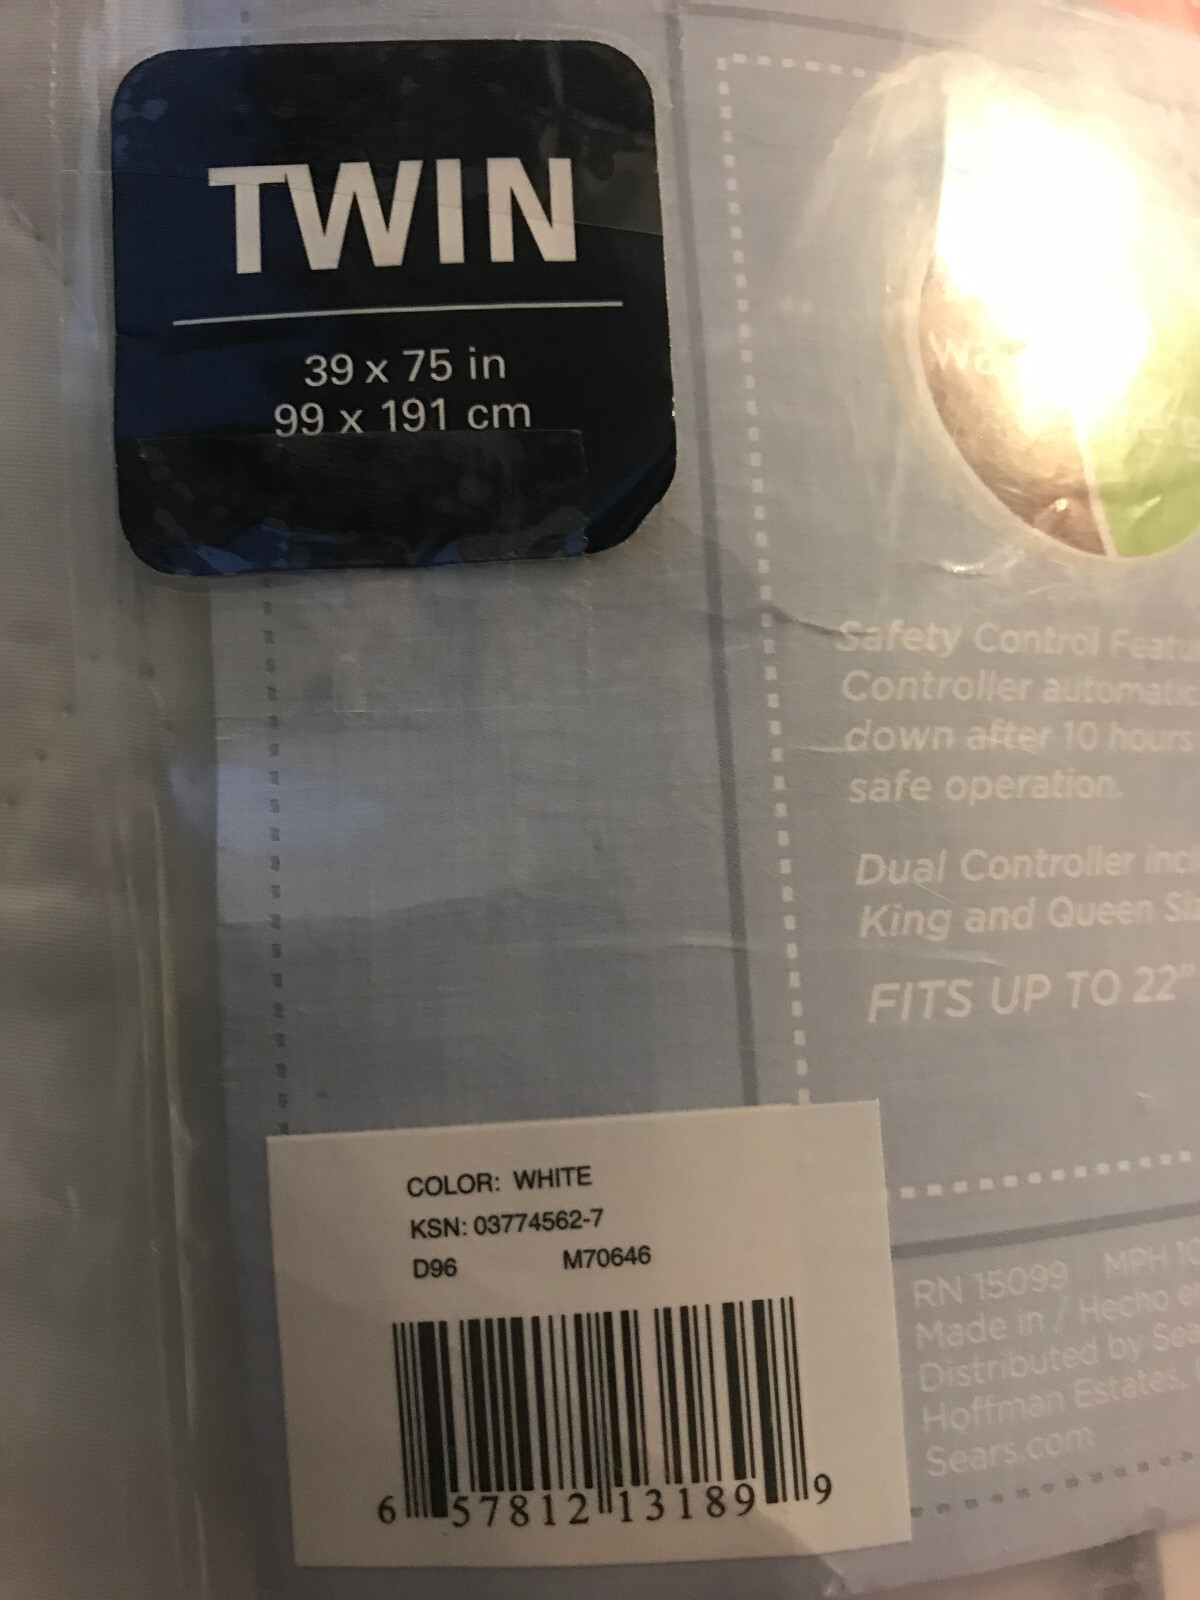 TWIN
39 x 75 in
99 x 191 cm
Safety Control
Controller
down after 10 hours
safe operation.
Dual Controller
King and Queen
FITS UP TO 22"
COLOR: WHITE
KSN: 03774562-7
D96 M70646
6 57812 13189 9
RN 15099 MPH
Made in / Hecho
Distributed by
Hoffman Estates,
Sears.com